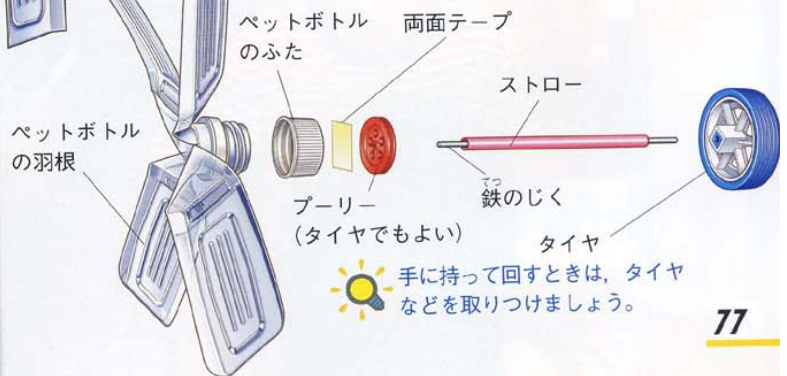 ペットボトル
のふた
両面テープ
ストロー
ペットボトル
の羽根
プーリー
(タイヤでもよい)
てつ
鉄のじく
タイヤ
手に持って回すときは,タイヤ
などを取りつけましょう。
77